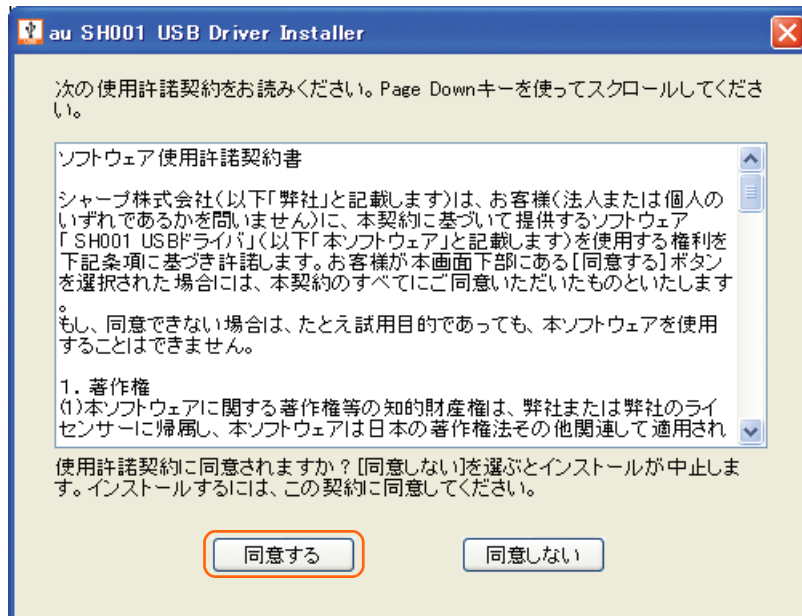 au SH001 USB Driver Installer
次の使用許諾契約をお読みください。Page Downキーを使ってスクロールしてくださ
い。
ソフトウェア使用許諾契約書
シャープ株式会社(以下「弊社」と記載します)は、お客様(法人または個人の
いずれであるかを問いません)に、本契約に基づいて提供するソフトウェア
「SH001 USBドライバ」(以下「本ソフトウェア」と記載します)を使用する権利を
下記条項に基づき許諾します。お客様が本画面下部にある[同意する]ボタン
を選択された場合には、本契約のすべてにご同意いただいたものといたします
。
もし、同意できない場合は、たとえ試用目的であっても、本ソフトウェアを使用
することはできません。
1. 著作権
(1)本ソフトウェアに関する著作権等の知的財産権は、弊社または弊社のライ
センサーに帰属し、本ソフトウェアは日本の著作権法その他関連して適用され
使用許諾契約に同意されますか?[同意しない]を選ぶとインストールが中止しま
す。インストールするには、この契約に同意してください。
同意する
同意しない